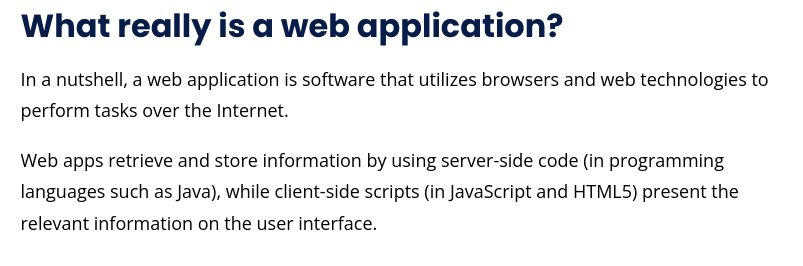 What really is a web application?
In a nutshell, a web application is software that utilizes browsers and web technologies to
perform tasks over the Internet.
Web apps retrieve and store information by using server-side code (in programming
languages such as Java), while client-side scripts (in JavaScript and HTML5) present the
relevant information on the user interface.